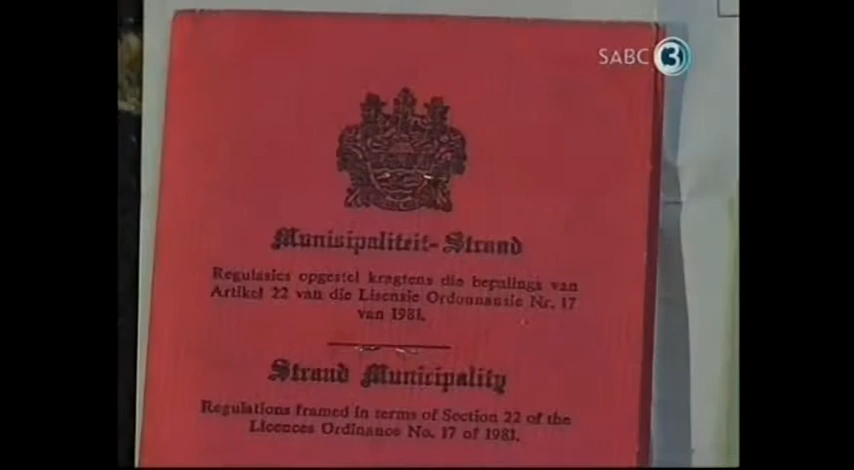 SABC 3
Munisipaliteit-Strand
Regulasies opgestel kragtens die bepalings van
Artikel 22 van die Lisensie Ordonnansie Nr. 17
van 1981.
Strand Municipality
Regulations framed in terms of Section 22 of the
Licences Ordinance No. 17 of 1981.